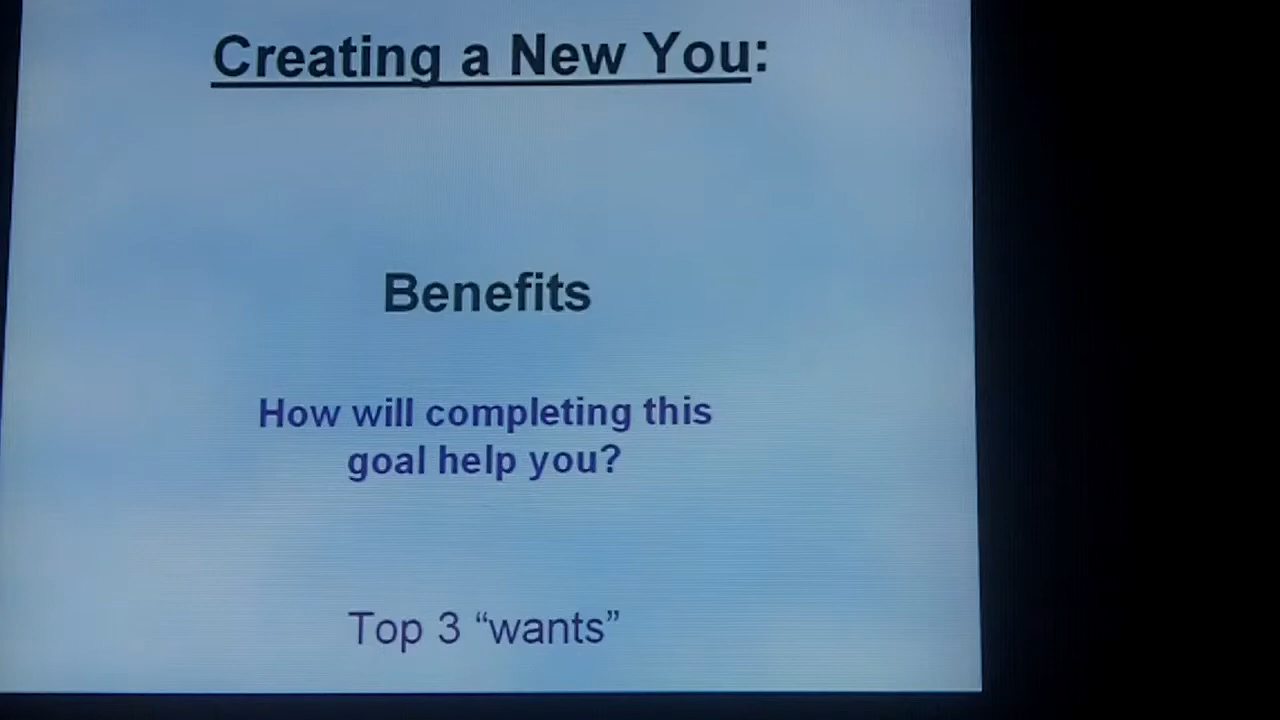 Creating a New You:
Benefits
How will completing this
goal help you?
Top 3 “wants”